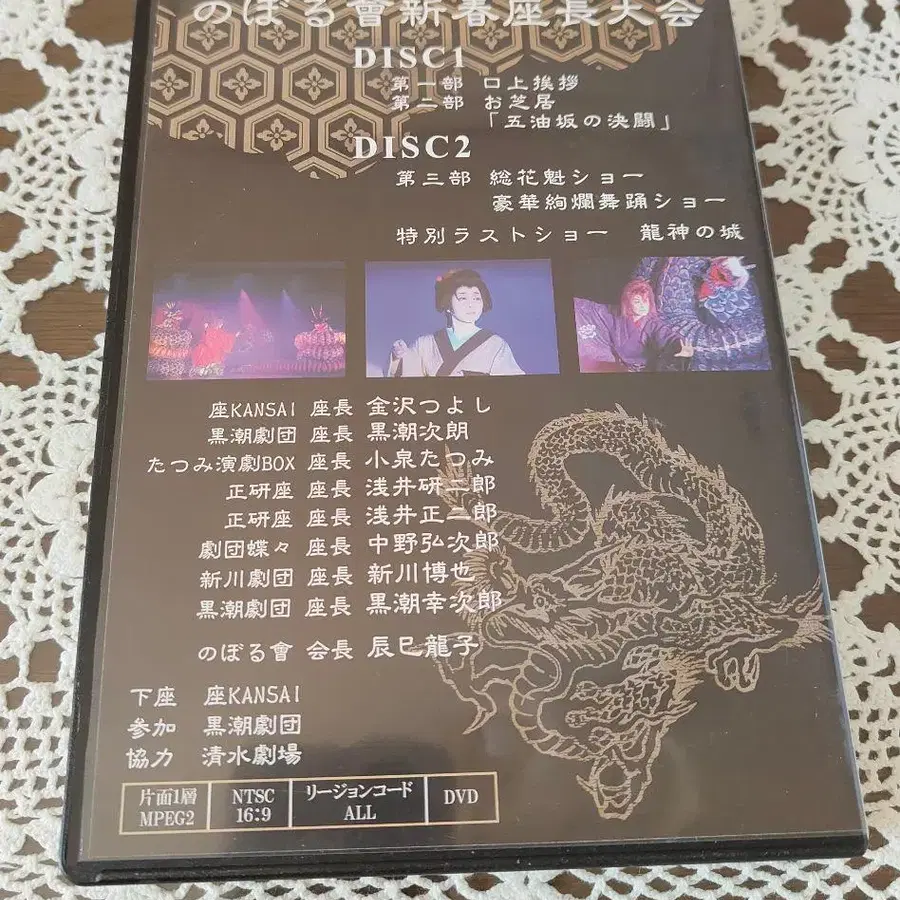 のぼる會新春座長大会
DISC1
第一部 口上挨拶
第二部 お芝居
「五油坂の決闘」
DISC2
第三部 総花魁ショー
豪華絢爛舞踊ショー
特別ラストショー 龍神の城
座KANSAI 座長 金沢つよし
黒潮劇団 座長 黒潮次朗
たつみ演劇BOX 座長 小泉たつみ
正研座 座長 浅井研二郎
正研座 座長 浅井正二郎
劇団蝶々 座長 中野弘次郎
新川劇団 座長 新川博也
黒潮劇団 座長 黒潮幸次郎
のぼる會 会長 辰巳龍子
下座 座KANSAI
参加 黒潮劇団
協力 清水劇場
片面1層 MPEG2
NTSC 16:9
リージョンコード ALL
DVD